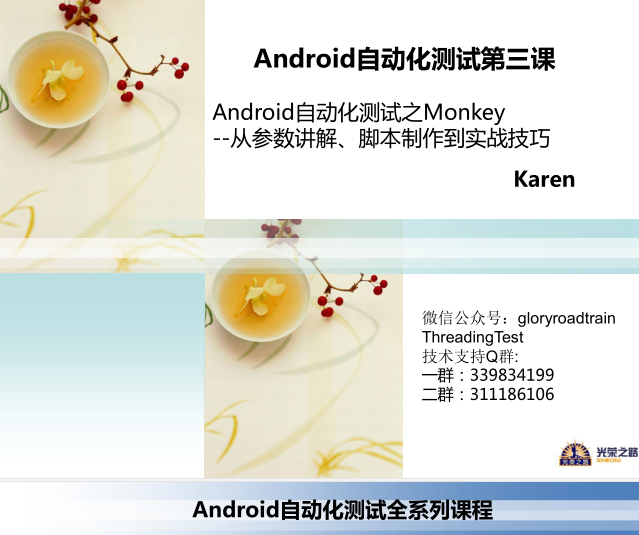 Android自动化测试第三课
Android自动化测试之Monkey
--从参数讲解、脚本制作到实战技巧
Karen
微信公众号：gloryroadtrain
ThreadingTest
技术支持Q群:
一群：339834199
二群：311186106
光荣之路
Android自动化测试全系列课程